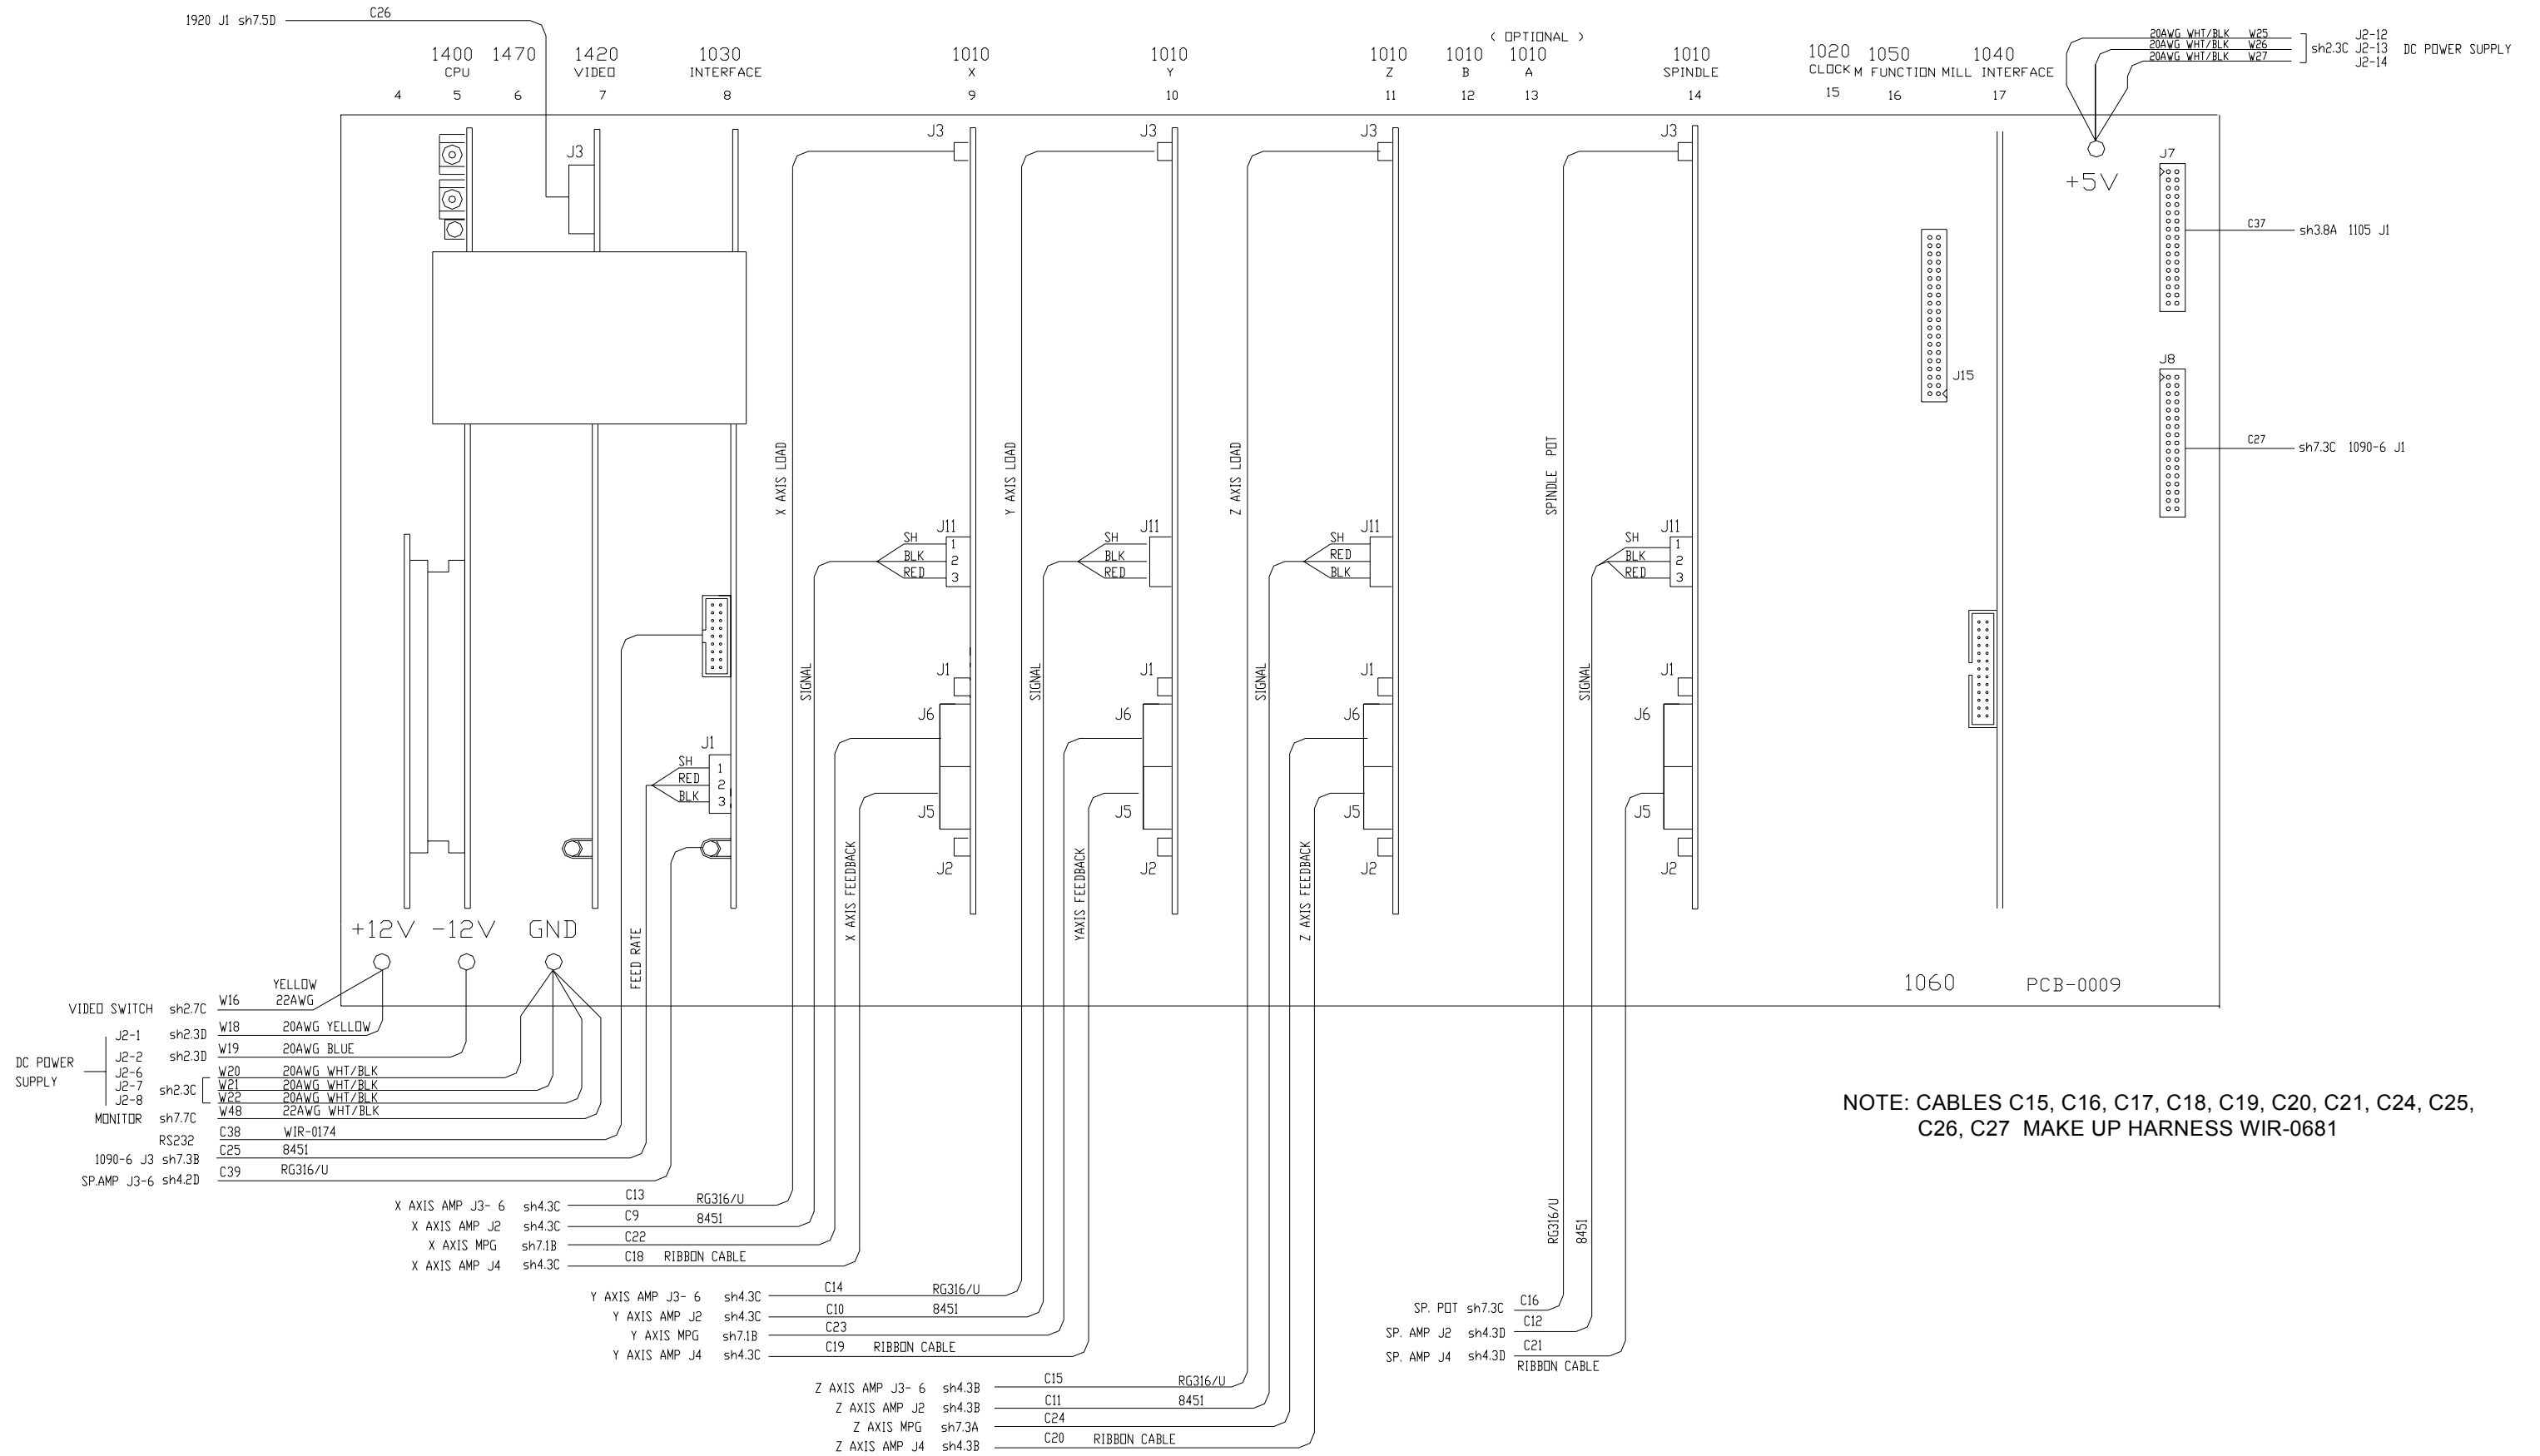 1920 J1 sh7.5D C26
( OPTIONAL )
1400 1470 1420 1030 1010 1010 1010 1010 1010 1010 1020 1050 1040
CPU VIDEO INTERFACE X Y Z B A SPINDLE CLOCK M FUNCTION MILL INTERFACE
4 5 6 7 8 9 10 11 12 13 14 15 16 17
20AWG WHT/BLK W25 J2-12
20AWG WHT/BLK W26 sh2.3C J2-13 DC POWER SUPPLY
20AWG WHT/BLK W27 J2-14
+5V
J7
C37 sh3.8A 1105 J1
J8
C27 sh7.3C 1090-6 J1
J15
J3
J3
J3
J3
J3
X AXIS LOAD
Y AXIS LOAD
Z AXIS LOAD
SPINDLE POT
J11
SH 1
BLK 2
RED 3
J11
SH
BLK
RED
J11
SH
RED
BLK
J11
SH 1
BLK 2
RED 3
SIGNAL
SIGNAL
SIGNAL
SIGNAL
J1
J6
J5
J2
J1
J6
J5
J2
J1
J6
J5
J2
J1
J6
J5
J2
J1
SH 1
RED 2
BLK 3
FEED RATE
X AXIS FEEDBACK
YAXIS FEEDBACK
Z AXIS FEEDBACK
+12V -12V GND
1060 PCB-0009
YELLOW
VIDEO SWITCH sh2.7C W16 22AWG
DC POWER
SUPPLY
J2-1 sh2.3D W18 20AWG YELLOW
J2-2 sh2.3D W19 20AWG BLUE
J2-6 W20 20AWG WHT/BLK
J2-7 sh2.3C W21 20AWG WHT/BLK
J2-8 W22 20AWG WHT/BLK
MONITOR sh7.7C W48 22AWG WHT/BLK
RS232 C38 WIR-0174
1090-6 J3 sh7.3B C25 8451
SP.AMP J3-6 sh4.2D C39 RG316/U
X AXIS AMP J3- 6 sh4.3C C13 RG316/U
X AXIS AMP J2 sh4.3C C9 8451
X AXIS MPG sh7.1B C22
X AXIS AMP J4 sh4.3C C18 RIBBON CABLE
Y AXIS AMP J3- 6 sh4.3C C14 RG316/U
Y AXIS AMP J2 sh4.3C C10 8451
Y AXIS MPG sh7.1B C23
Y AXIS AMP J4 sh4.3C C19 RIBBON CABLE
Z AXIS AMP J3- 6 sh4.3B C15 RG316/U
Z AXIS AMP J2 sh4.3B C11 8451
Z AXIS MPG sh7.3A C24
Z AXIS AMP J4 sh4.3B C20 RIBBON CABLE
RG316/U
8451
SP. POT sh7.3C C16
SP. AMP J2 sh4.3D C12
SP. AMP J4 sh4.3D C21
RIBBON CABLE
NOTE: CABLES C15, C16, C17, C18, C19, C20, C21, C24, C25,
C26, C27 MAKE UP HARNESS WIR-0681